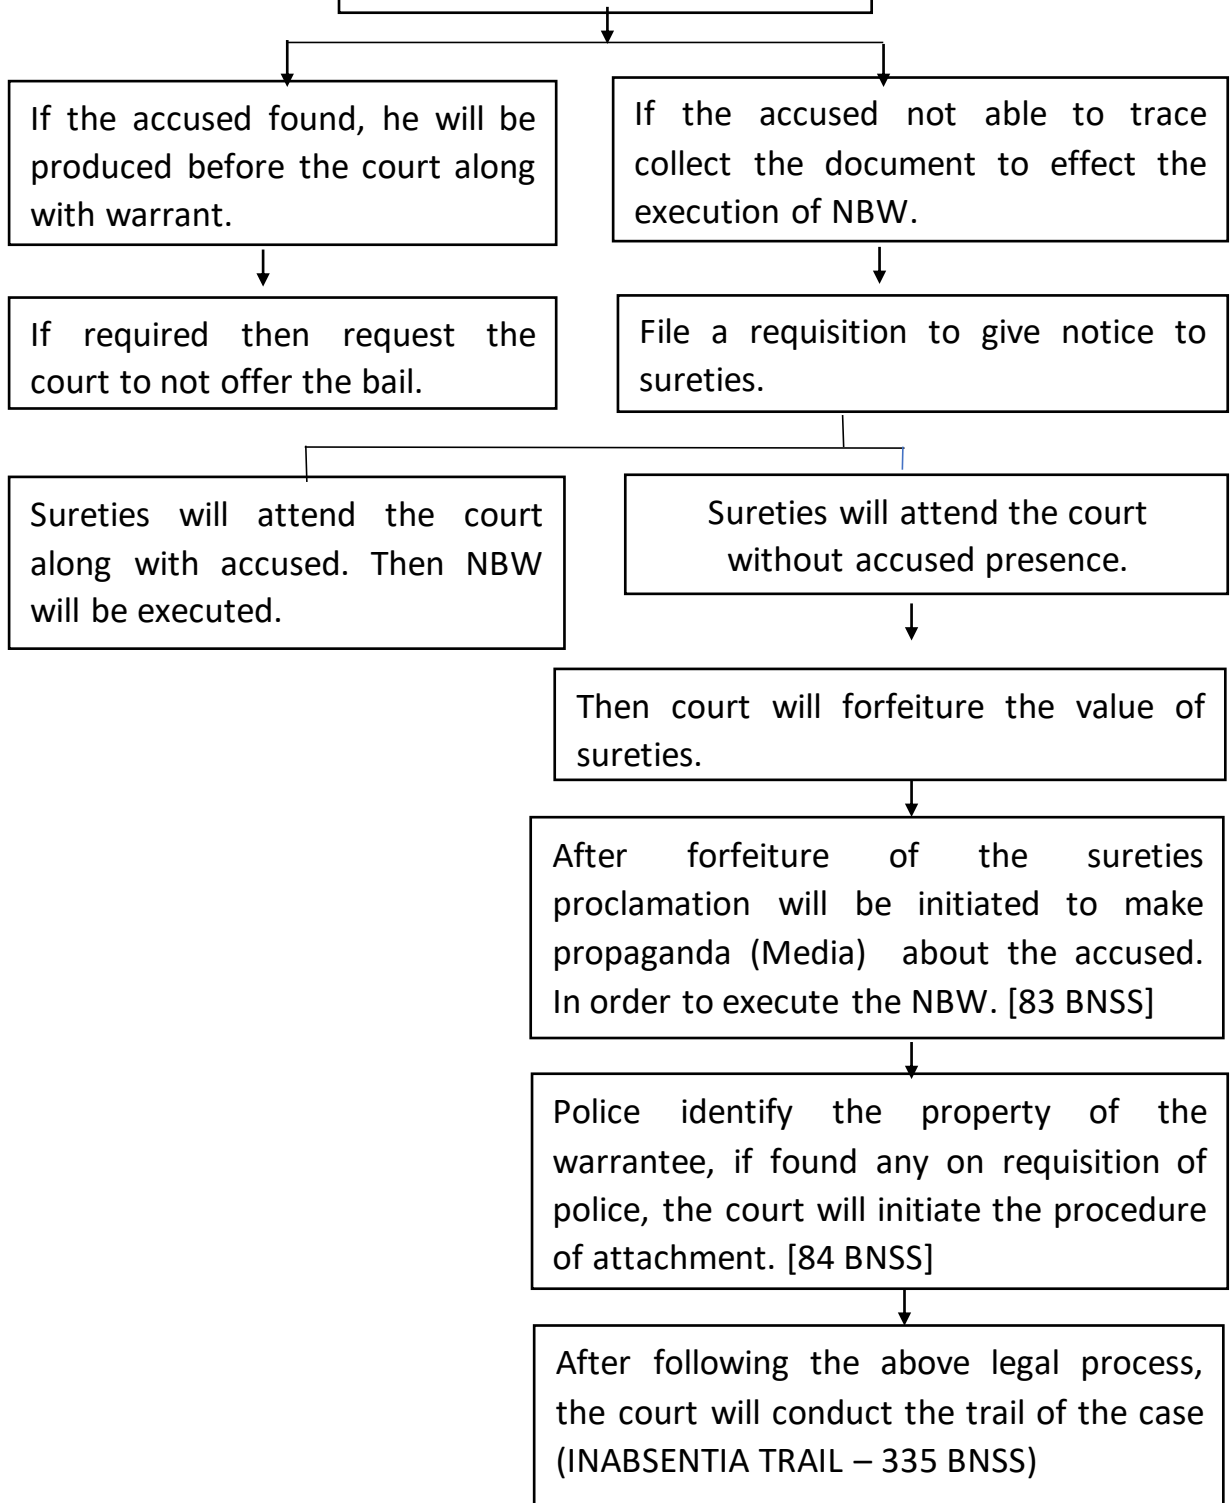 If the accused found, he will be
produced before the court along
with warrant.
If the accused not able to trace
collect the document to effect the
execution of NBW.
If required then request the
court to not offer the bail.
File a requisition to give notice to
sureties.
Sureties will attend the court
along with accused. Then NBW
will be executed.
Sureties will attend the court
without accused presence.
Then court will forfeiture the value of
sureties.
After forfeiture of the sureties
proclamation will be initiated to make
propaganda (Media) about the accused.
In order to execute the NBW. [83 BNSS]
Police identify the property of the
warrantee, if found any on requisition of
police, the court will initiate the procedure
of attachment. [84 BNSS]
After following the above legal process,
the court will conduct the trail of the case
(INABSENTIA TRAIL – 335 BNSS)